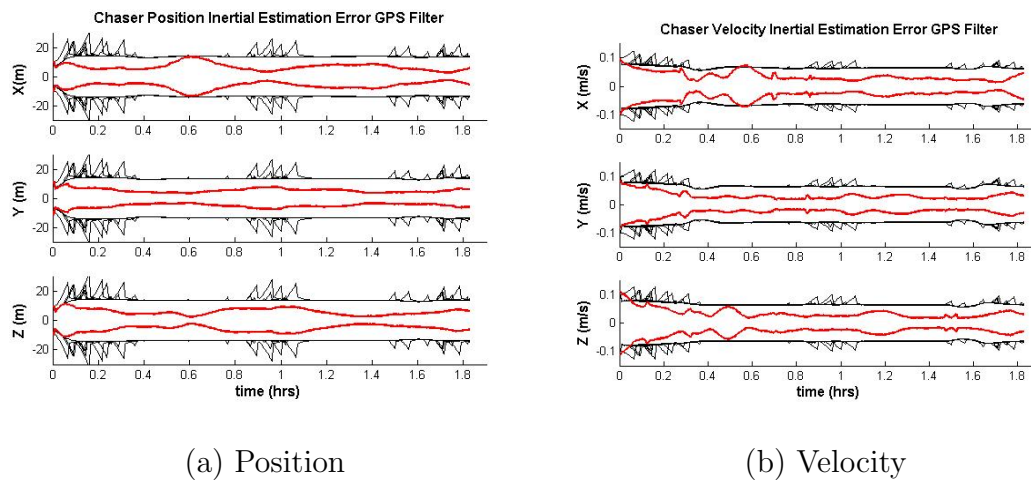 Chaser Position Inertial Estimation Error GPS Filter
X(m)
20
0
-20
0 0.2 0.4 0.6 0.8 1 1.2 1.4 1.6 1.8
Y (m)
20
0
-20
0 0.2 0.4 0.6 0.8 1 1.2 1.4 1.6 1.8
Z (m)
20
0
-20
0 0.2 0.4 0.6 0.8 1 1.2 1.4 1.6 1.8
time (hrs)
(a) Position
Chaser Velocity Inertial Estimation Error GPS Filter
X (m/s)
0.1
0
-0.1
0 0.2 0.4 0.6 0.8 1 1.2 1.4 1.6 1.8
Y (m/s)
0.1
0
-0.1
0 0.2 0.4 0.6 0.8 1 1.2 1.4 1.6 1.8
Z (m/s)
0.1
0
-0.1
0 0.2 0.4 0.6 0.8 1 1.2 1.4 1.6 1.8
time (hrs)
(b) Velocity